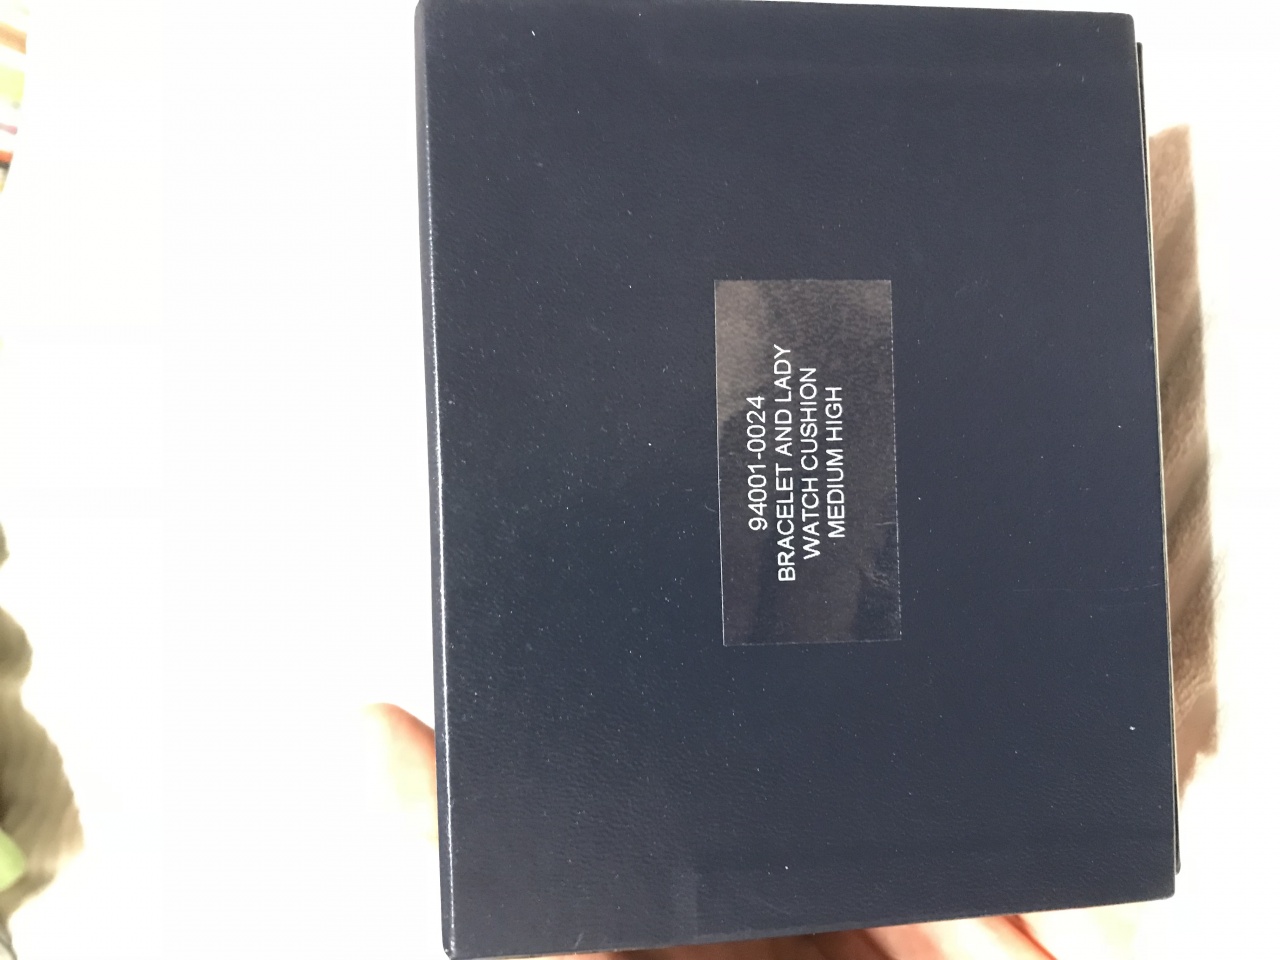 94001-0024
BRACELET AND LADY
WATCH CUSHION
MEDIUM HIGH